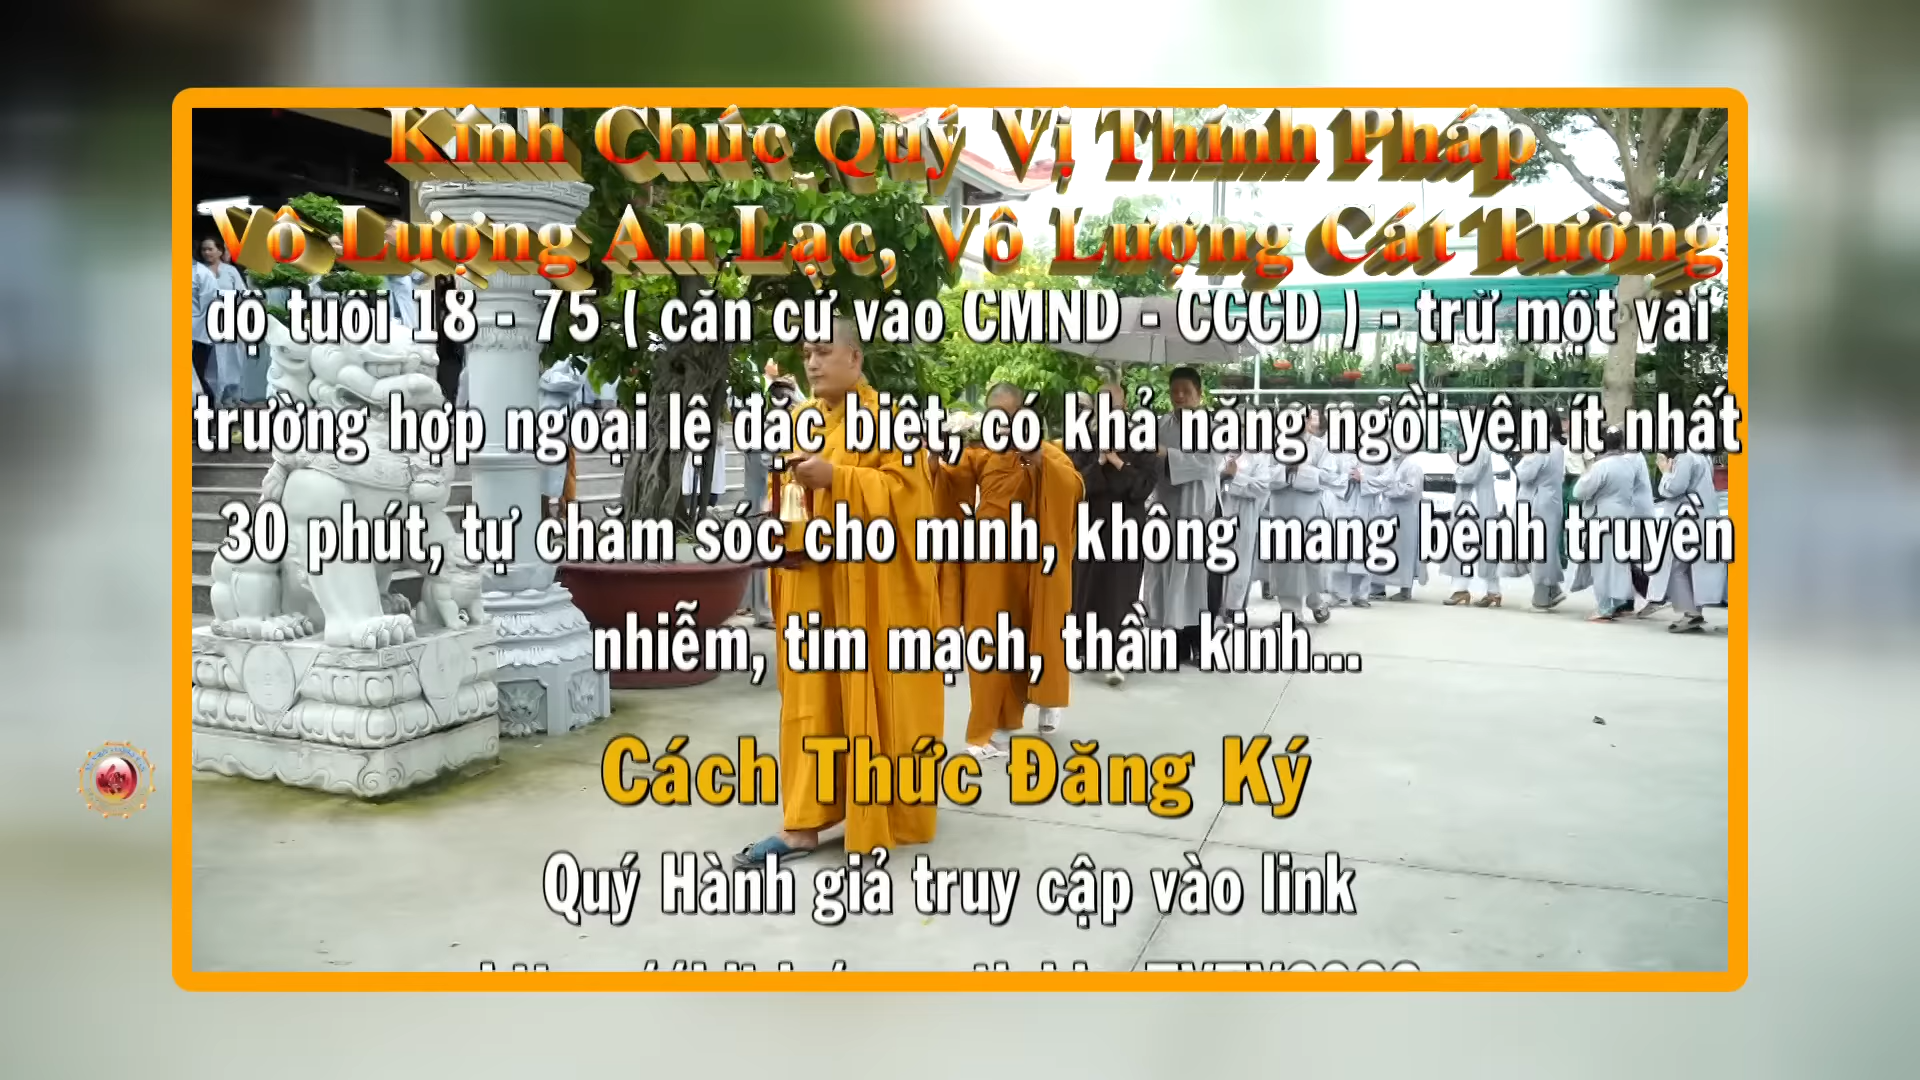 Kính Chúc Quý Vị Thính Pháp
Vô Lượng An Lạc, Vô Lượng Cát Tường
độ tuổi 18 - 75 ( căn cứ vào CMND - CCCD ) - trừ một vài
trường hợp ngoại lệ đặc biệt, có khả năng ngồi yên ít nhất
30 phút, tự chăm sóc cho mình, không mang bệnh truyền
nhiễm, tim mạch, thần kinh...
Cách Thức Đăng Ký
Quý Hành giả truy cập vào link